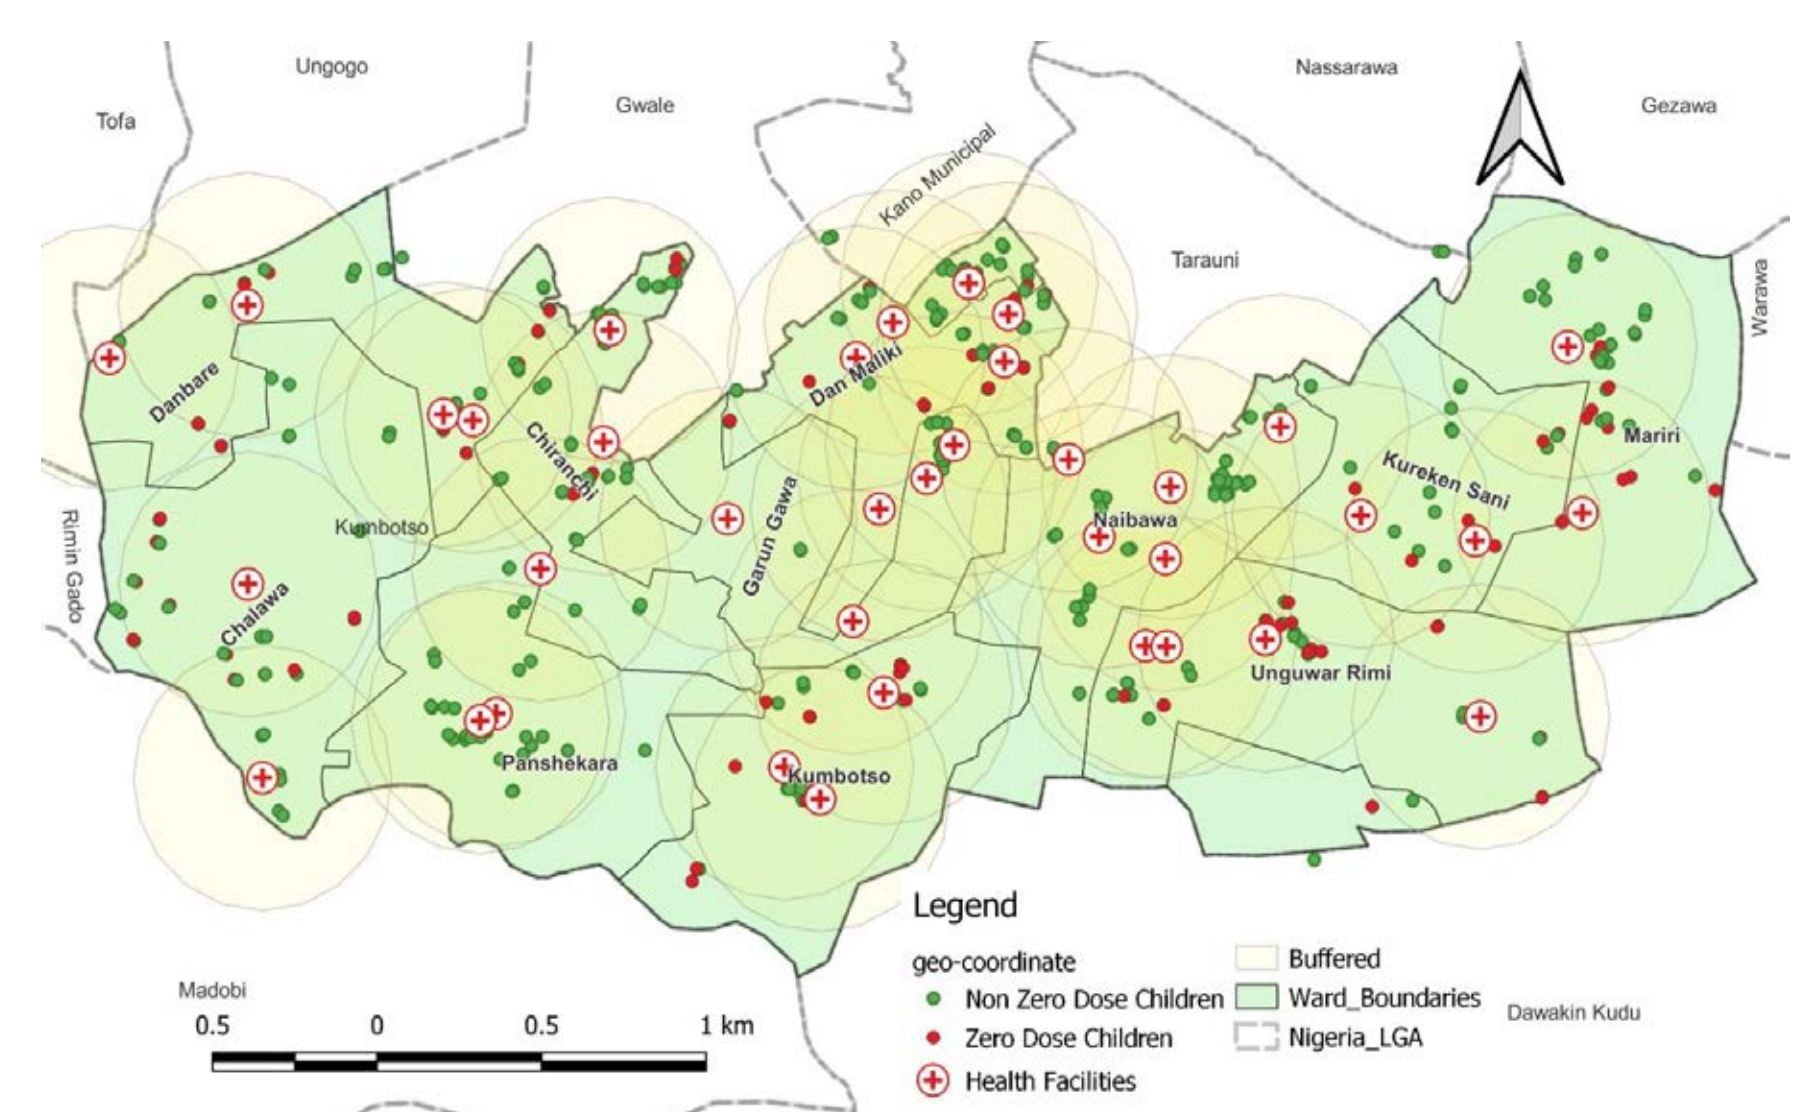 Ungogo
Nassarawa
Gwale
Gezawa
Tofa
Kano Municipal
Tarauni
Warawa
Danbare
Dan Maliki
Chiranchi
Mariri
Kureken Sani
Rimin Gado
Kumbotso
Garun Gawa
Naibawa
Chalawa
Unguwar Rimi
Panshekara
Kumbotso
Madobi
Dawakin Kudu
0.5 0 0.5 1 km
Legend
geo-coordinate
Non Zero Dose Children
Zero Dose Children
Health Facilities
Buffered
Ward_Boundaries
Nigeria_LGA